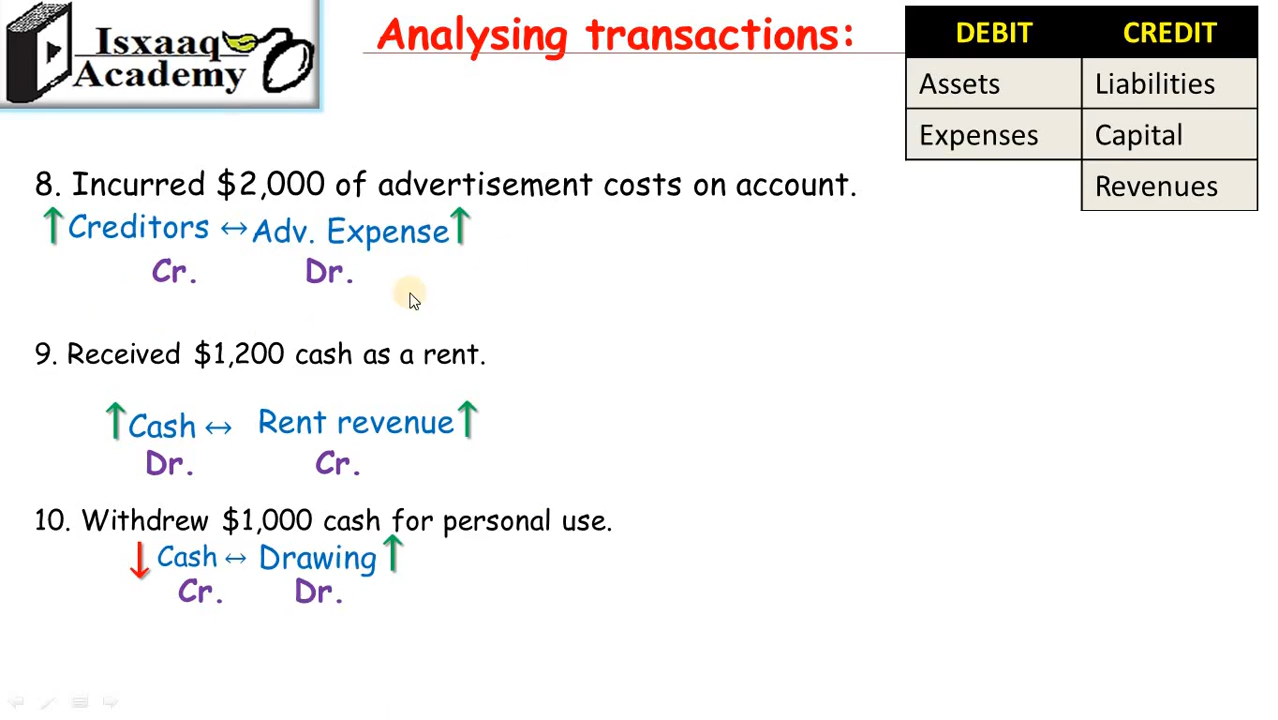 Isxaaq
Academy
Analysing transactions:
DEBIT CREDIT
Assets Liabilities
Expenses Capital
Revenues
8. Incurred $2,000 of advertisement costs on account.
↑Creditors ↔ Adv. Expense↑
Cr. Dr.
9. Received $1,200 cash as a rent.
↑Cash ↔ Rent revenue↑
Dr. Cr.
10. Withdrew $1,000 cash for personal use.
↓ Cash ↔ Drawing ↑
Cr. Dr.